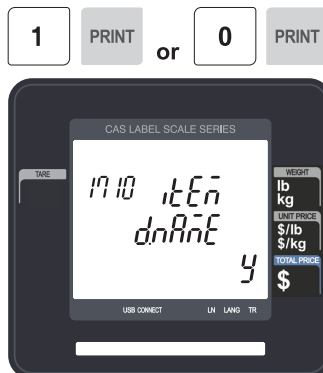 1 PRINT or 0 PRINT
CAS LABEL SCALE SERIES
TARE
1710 itEm
d.nAmE
y
WEIGHT
lb
kg
UNIT PRICE
$/lb
$/kg
TOTAL PRICE
$
USB CONNECT LN LANG TR